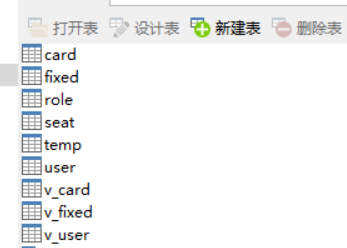 打开表 设计表 新建表 删除表
card
fixed
role
seat
temp
user
v_card
v_fixed
v_user